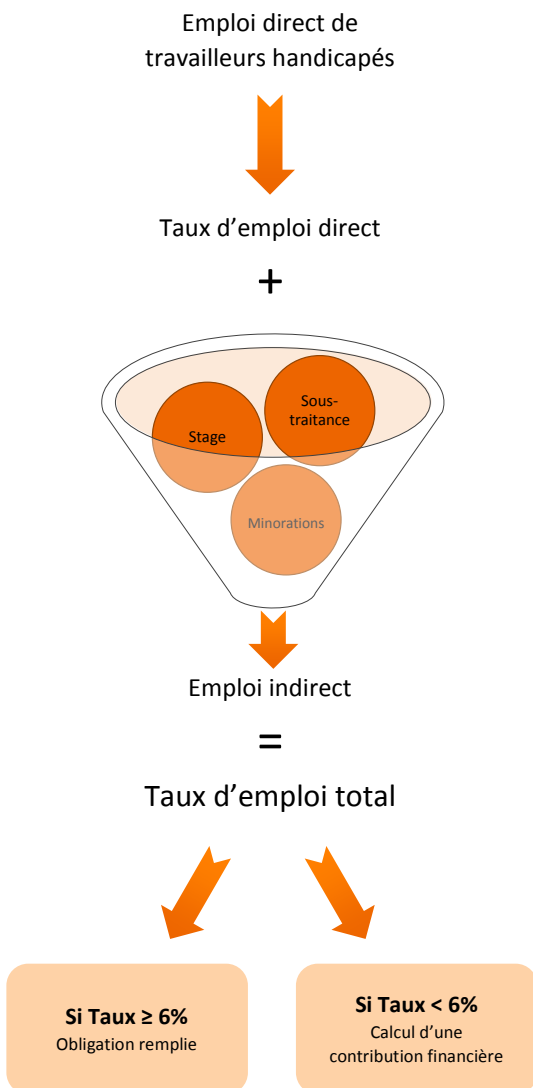 Emploi direct de
travailleurs handicapés
Taux d'emploi direct
+
Sous-
traitance
Stage
Minorations
Emploi indirect
=
Taux d'emploi total
Si Taux ≥ 6%
Obligation remplie
Si Taux < 6%
Calcul d'une
contribution financière